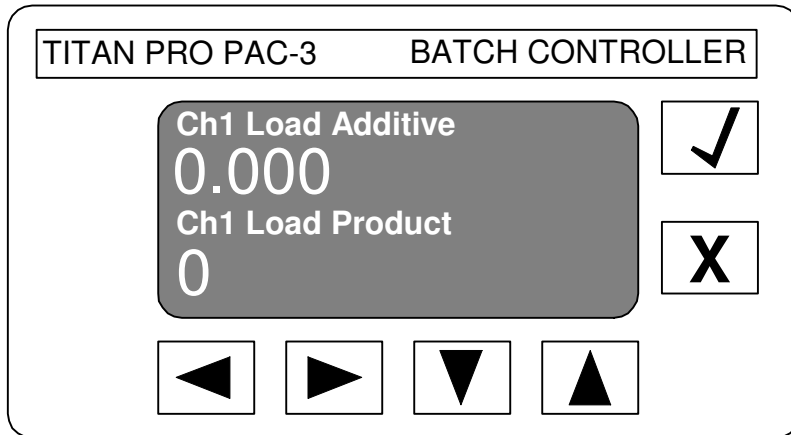 TITAN PRO PAC-3 BATCH CONTROLLER
Ch1 Load Additive
0.000
Ch1 Load Product
0
X